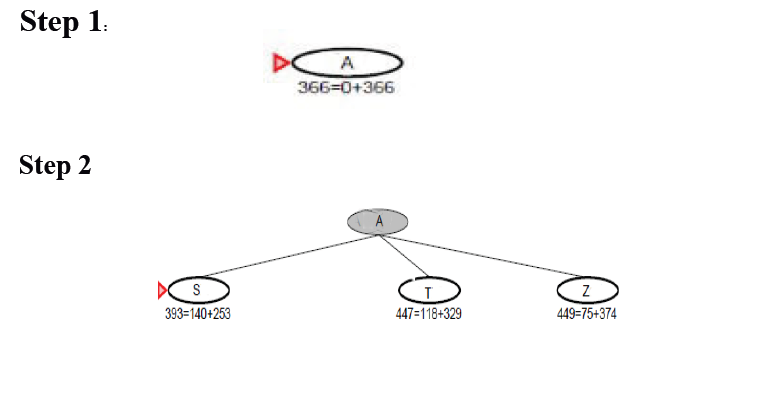 Step 1:
A
366=0+366
Step 2
A
S
T
Z
393=140+253
447=118+329
449=75+374